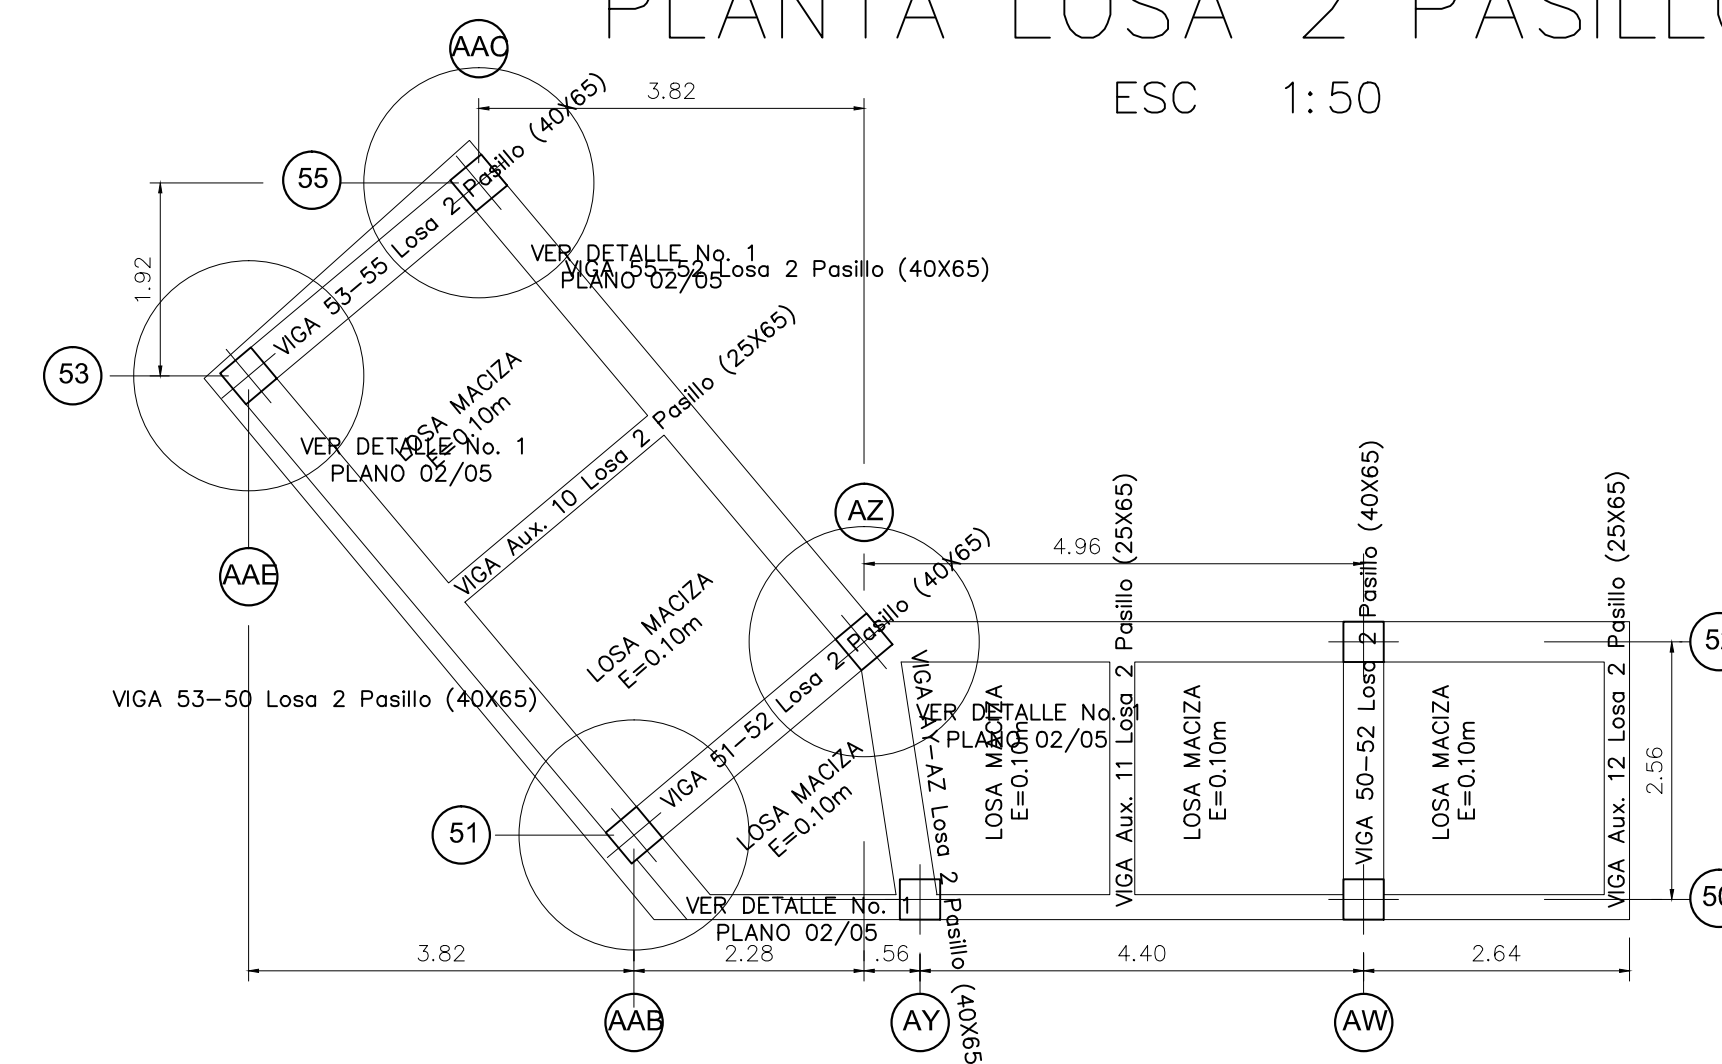 PLANTA LOSA 2 PASILLO
ESC 1:50
AAC
3.82
55
1.92
53
VIGA 53-55 Losa 2 Pasillo (40X65)
VER DETALLE No. 1
PLANO 02/05
VIGA 55-52 Losa 2 Pasillo (40X65)
LOSA MACIZA
E=0.10m
VER DETALLE No. 1
PLANO 02/05
VIGA Aux. 10 Losa 2 Pasillo (25X65)
AAE
AZ
4.96
LOSA MACIZA
E=0.10m
VIGA 53-50 Losa 2 Pasillo (40X65)
VIGA 51-52 Losa 2 Pasillo (40X65)
51
LOSA MACIZA
E=0.10m
VER DETALLE No. 1
PLANO 02/05
VIGA AY-AZ Losa 2 Pasillo (40X65
LOSA MACIZA
E=0.10m
VER DETALLE No. 1
PLANO 02/05
VIGA Aux. 11 Losa 2 Pasillo (25X65)
LOSA MACIZA
E=0.10m
VIGA 50-52 Losa 2 Pasillo (40X65)
LOSA MACIZA
E=0.10m
VIGA Aux. 12 Losa 2 Pasillo (25X65)
2.56
50
3.82
2.28
.56
4.40
2.64
AAB
AY
AW